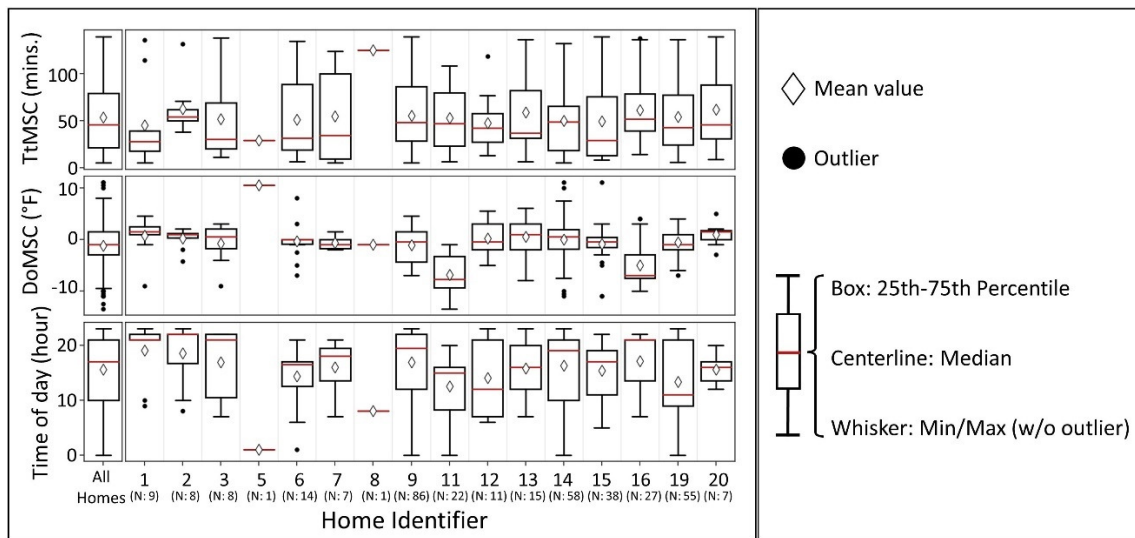 TtMSC (mins.)
100
50
0
DoMSC (°F)
10
0
-10
Time of day (hour)
20
10
0
All Homes 1 2 3 5 6 7 8 9 11 12 13 14 15 16 19 20
(N: 9) (N: 8) (N: 8) (N: 1) (N: 14) (N: 7) (N: 1) (N: 86) (N: 22) (N: 11) (N: 15) (N: 58) (N: 38) (N: 27) (N: 55) (N: 7)
Home Identifier
Mean value
Outlier
Box: 25th-75th Percentile
Centerline: Median
Whisker: Min/Max (w/o outlier)